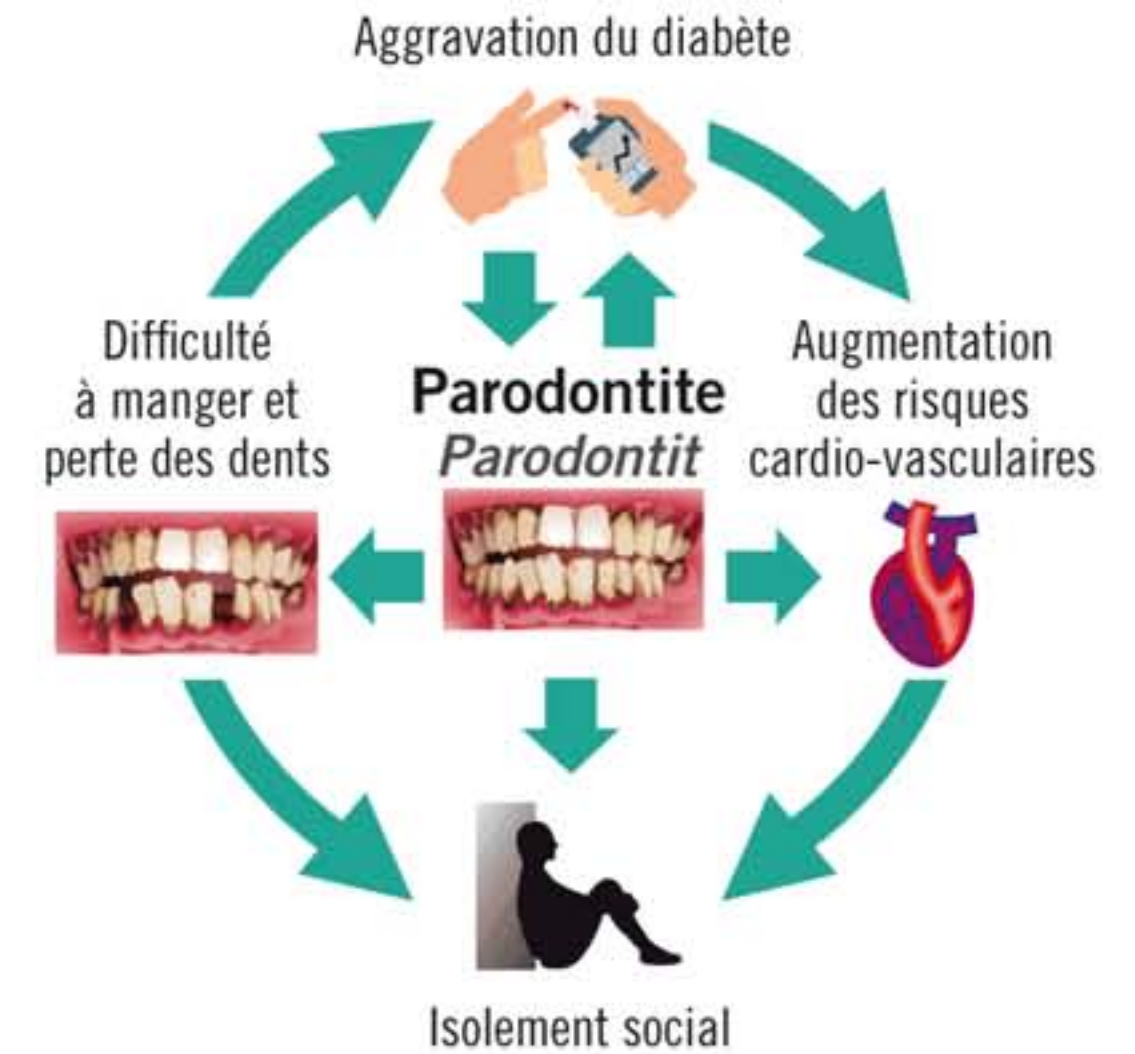 Aggravation du diabète
Difficulté
à manger et
perte des dents
Parodontite
Parodontit
Augmentation
des risques
cardio-vasculaires
Isolement social